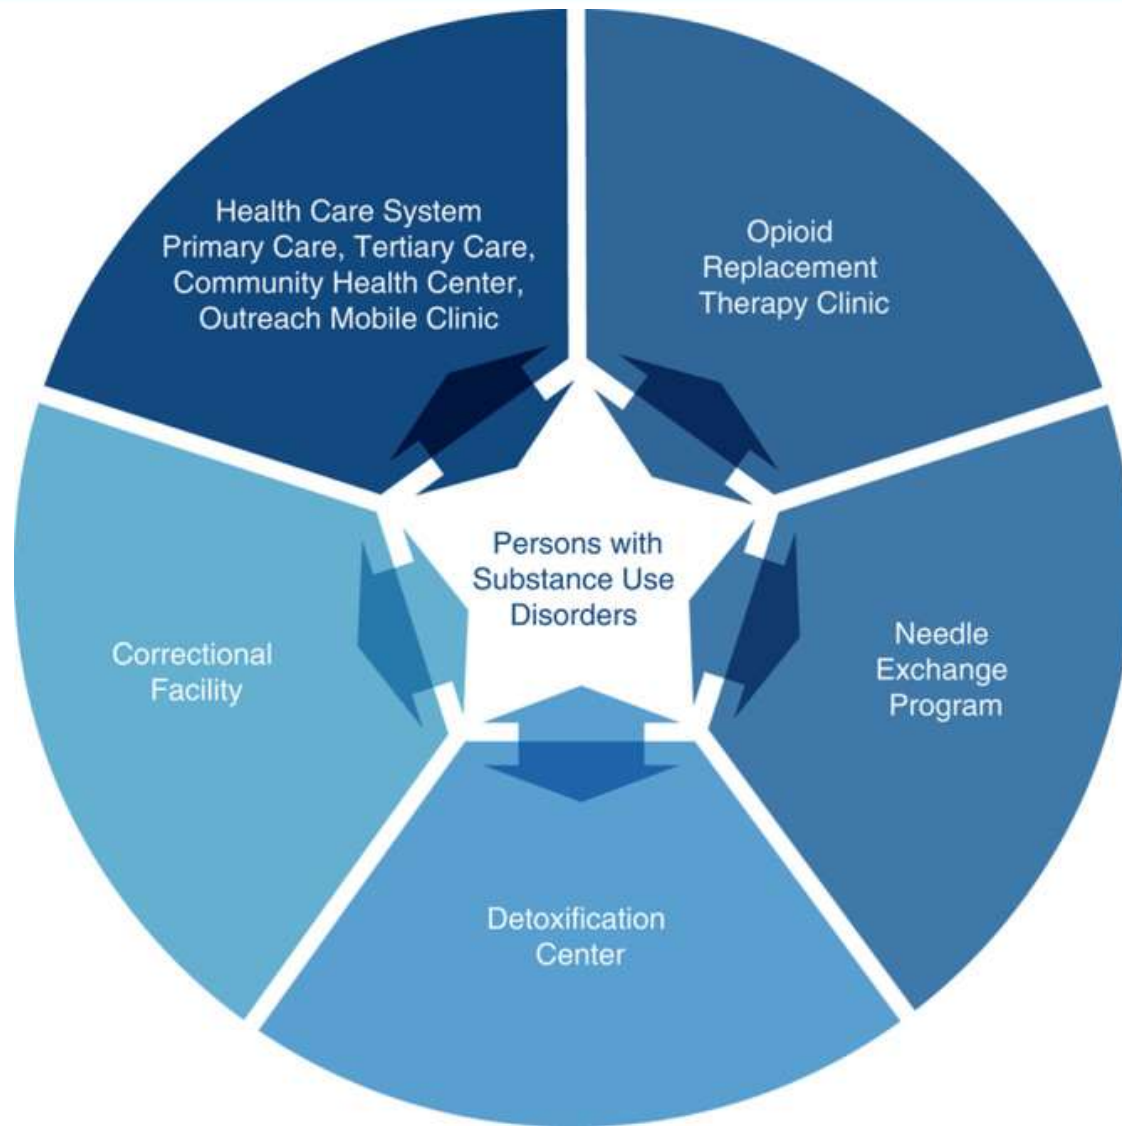 Health Care System
Primary Care, Tertiary Care,
Community Health Center,
Outreach Mobile Clinic
Opioid
Replacement
Therapy Clinic
Persons with
Substance Use
Disorders
Correctional
Facility
Needle
Exchange
Program
Detoxification
Center